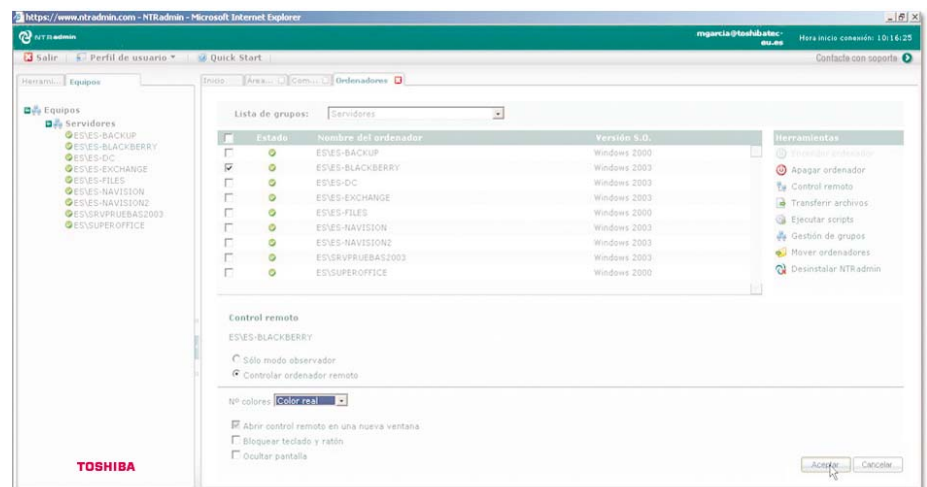 https://www.ntradmin.com - NTRadmin - Microsoft Internet Explorer
NTRadmin
mgarcia@toshibatec-eu.es
Hora inicio conexión: 10:16:25
Salir
Perfil de usuario
Quick Start
Contacte con soporte
Herrami...
Equipos
Inicio
Área...
Com...
Ordenadores
Equipos
Servidores
ES\ES-BACKUP
ES\ES-BLACKBERRY
ES\ES-DC
ES\ES-EXCHANGE
ES\ES-FILES
ES\ES-NAVISION
ES\ES-NAVISION2
ES\SRVPRUEBAS2003
ES\SUPEROFFICE
TOSHIBA
Lista de grupos: Servidores
Estado Nombre del ordenador Versión S.O.
ES\ES-BACKUP Windows 2000
ES\ES-BLACKBERRY Windows 2003
ES\ES-DC Windows 2003
ES\ES-EXCHANGE Windows 2003
ES\ES-FILES Windows 2000
ES\ES-NAVISION Windows 2003
ES\ES-NAVISION2 Windows 2003
ES\SRVPRUEBAS2003 Windows 2003
ES\SUPEROFFICE Windows 2000
Herramientas
Encender ordenador
Apagar ordenador
Control remoto
Transferir archivos
Ejecutar scripts
Gestión de grupos
Mover ordenadores
Desinstalar NTRadmin
Control remoto
ES\ES-BLACKBERRY
Sólo modo observador
Controlar ordenador remoto
Nº colores Color real
Abrir control remoto en una nueva ventana
Bloquear teclado y ratón
Ocultar pantalla
Aceptar
Cancelar